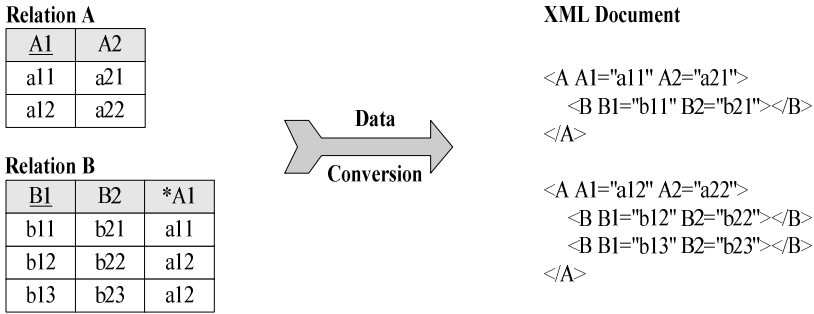 Relation A
A1 A2
a11 a21
a12 a22
Relation B
B1 B2 *A1
b11 b21 a11
b12 b22 a12
b13 b23 a12
Data
Conversion
XML Document
<A A1="a11" A2="a21">
<B B1="b11" B2="b21"></B>
</A>
<A A1="a12" A2="a22">
<B B1="b12" B2="b22"></B>
<B B1="b13" B2="b23"></B>
</A>